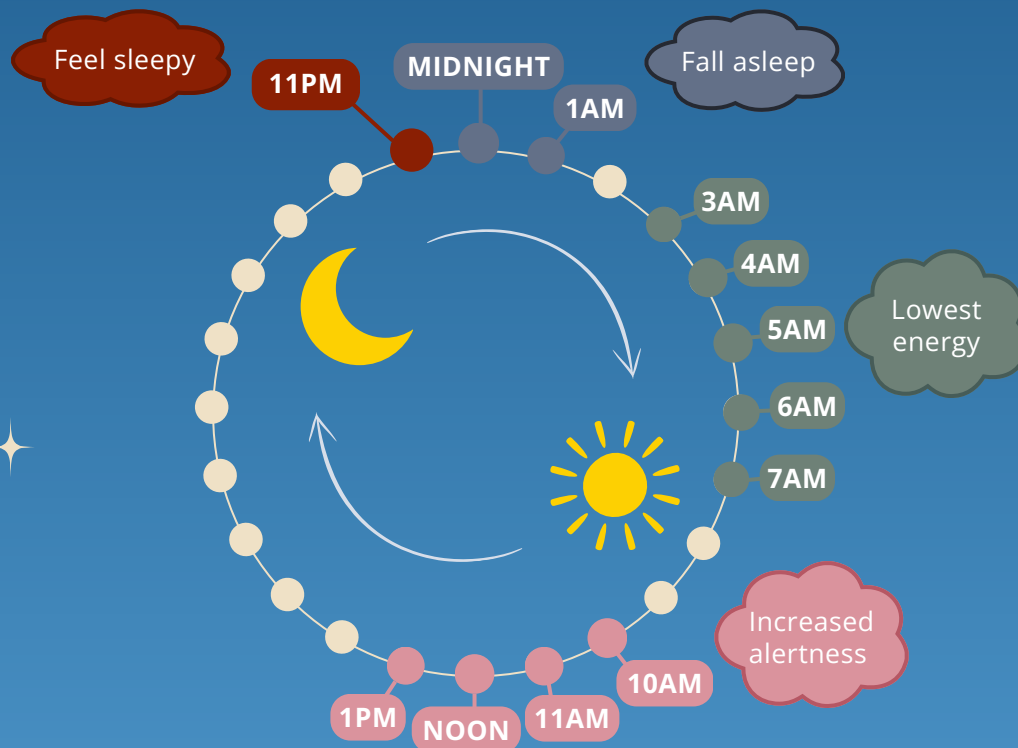 Feel sleepy
11PM
MIDNIGHT
1AM
Fall asleep
3AM
4AM
5AM
6AM
7AM
Lowest
energy
Increased
alertness
10AM
11AM
NOON
1PM